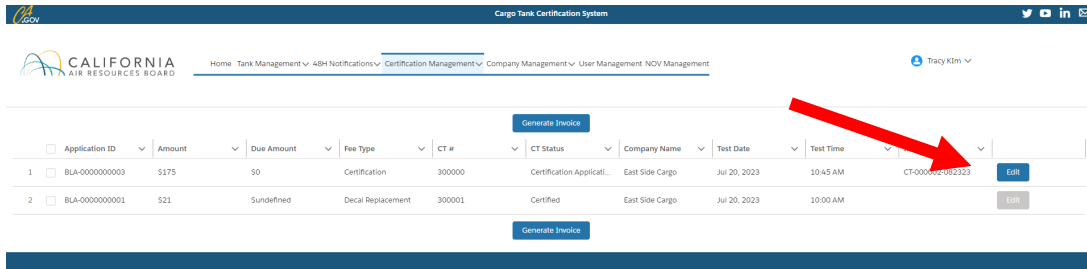 CA
.GOV
Cargo Tank Certification System
CALIFORNIA
AIR RESOURCES BOARD
Home Tank Management 48H Notifications Certification Management Company Management User Management NOV Management
Tracy KIm
Generate Invoice
Application ID Amount Due Amount Fee Type CT # CT Status Company Name Test Date Test Time
1 BLA-0000000003 $175 $0 Certification 300000 Certification Applicati... East Side Cargo Jul 20, 2023 10:45 AM CT-000002-082323 Edit
2 BLA-0000000001 $21 $undefined Decal Replacement 300001 Certified East Side Cargo Jul 20, 2023 10:00 AM Edit
Generate Invoice